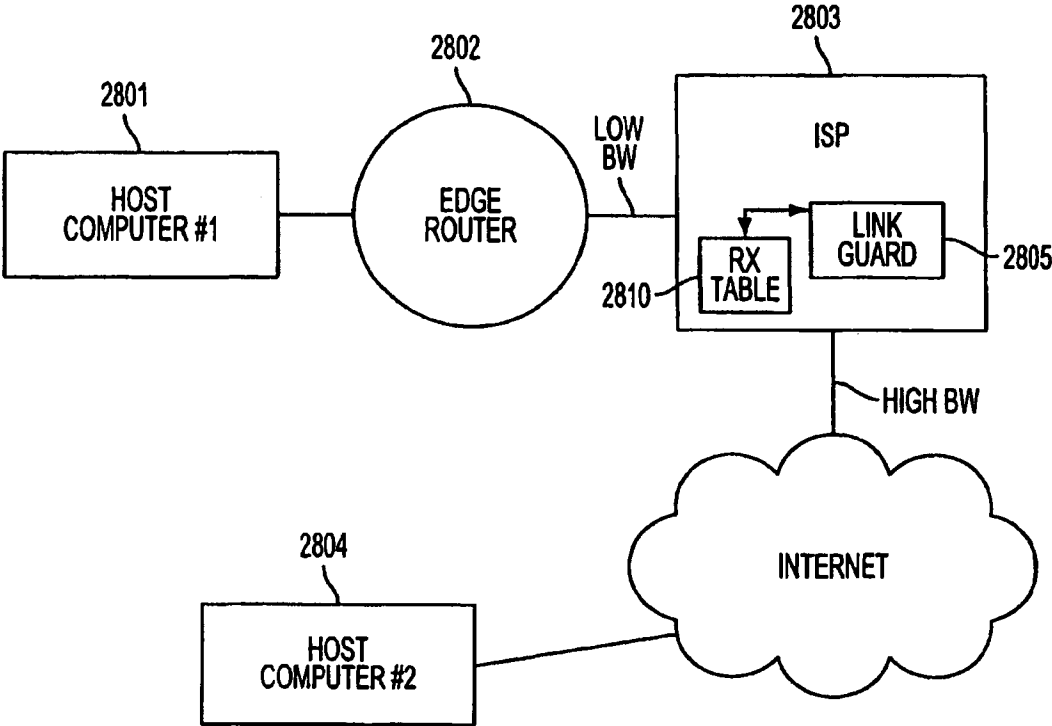 2803
2802
2801
LOW
BW
ISP
HOST
COMPUTER #1
EDGE
ROUTER
LINK
GUARD
2805
RX
TABLE
2810
HIGH BW
INTERNET
2804
HOST
COMPUTER #2